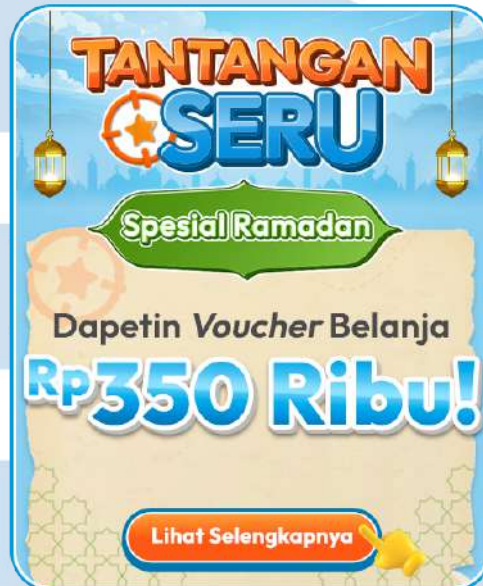 TANTANGAN
SERU
Spesial Ramadan
Dapetin Voucher Belanja
Rp350 Ribu!
Lihat Selengkapnya